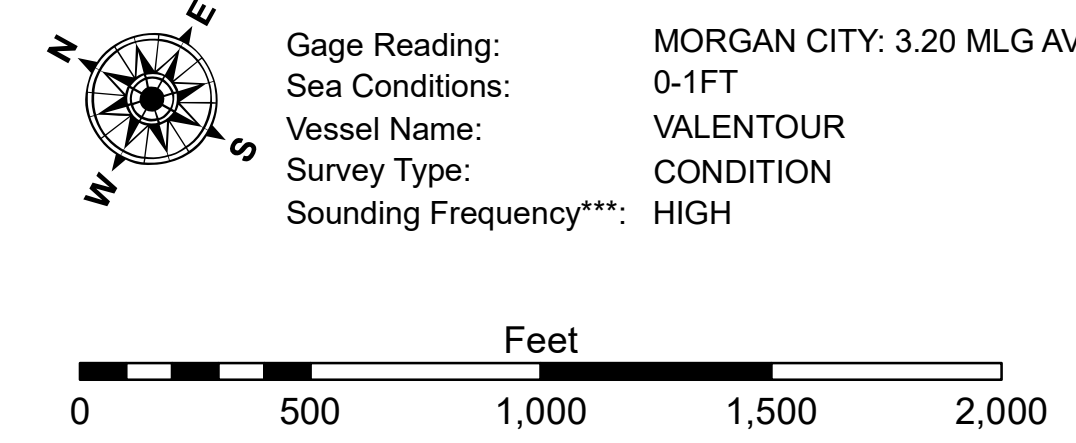 N
E
S
W
Gage Reading: MORGAN CITY: 3.20 MLG
Sea Conditions: 0-1FT
Vessel Name: VALENTOUR
Survey Type: CONDITION
Sounding Frequency***: HIGH
Feet
0 500 1,000 1,500 2,000